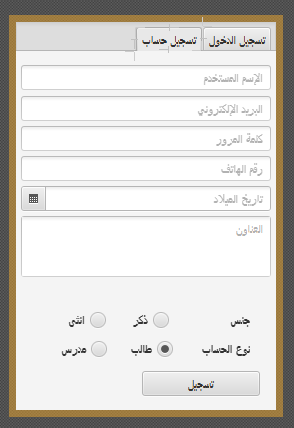 تسجيل الدخول تسجيل حساب
الإسم المستخدم
البريد الإلكتروني
كلمة المرور
رقم الهاتف
تاريخ الميلاد
العناون
جنس ذكر انثى
نوع الحساب طالب مدرس
تسجيل